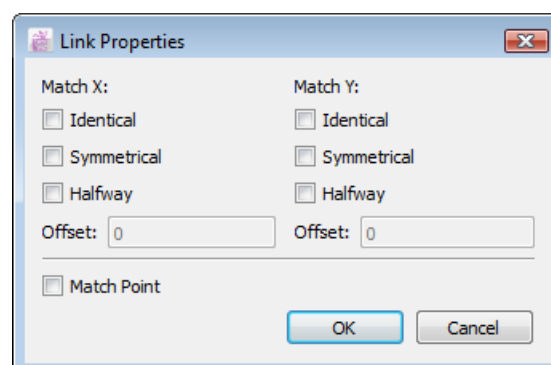 Link Properties
Match X: Match Y:
Identical Identical
Symmetrical Symmetrical
Halfway Halfway
Offset: 0 Offset: 0
Match Point
OK Cancel